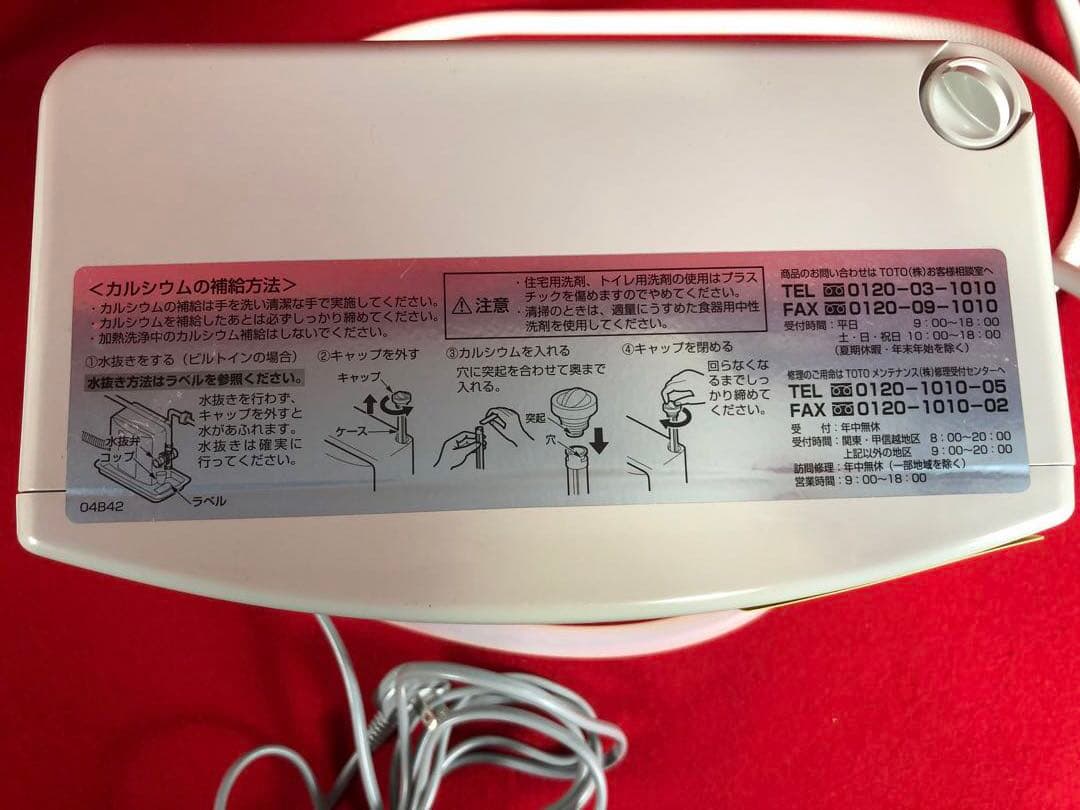 ＜カルシウムの補給方法＞
・カルシウムの補給は手を洗い清潔な手で実施してください。
・カルシウムを補給したあとは必ずしっかり締めてください。
・加熱洗浄中のカルシウム補給はしないでください。
⚠注意
・住宅用洗剤、トイレ用洗剤の使用はプラス
チックを傷めますのでやめてください。
・清掃のときは、適量にうすめた食器用中性
洗剤を使用してください。
①水抜きをする（ビルトインの場合）
水抜き方法はラベルを参照ください。
水抜きを行わず、
キャップを外すと
水があふれます。
水抜きは確実に
行ってください。
水抜弁
コップ
ラベル
04B42
②キャップを外す
キャップ
ケース
③カルシウムを入れる
穴に突起を合わせて奥まで
入れる。
突起
穴
④キャップを閉める
回らなくな
るまでしっ
かり締めて
ください。
商品のお問い合わせは TOTO(株)お客様相談室へ
TEL 0120-03-1010
FAX 0120-09-1010
受付時間：平日 9：00〜18：00
土・日・祝日 10：00〜18：00
（夏期休暇・年末年始を除く）
修理のご用命は TOTO メンテナンス(株)修理受付センターへ
TEL 0120-1010-05
FAX 0120-1010-02
受 付：年中無休
受付時間：関東・甲信越地区 8：00〜20：00
上記以外の地区 9：00〜20：00
訪問修理：年中無休（一部地域を除く）
営業時間：9：00〜18：00